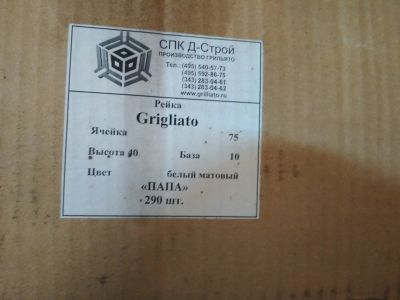 СПК Д-Строй
ПРОИЗВОДСТВО ГРИЛЬЯТО
Тел.: (495) 540-57-73
(495) 592-86-75
(343) 283-04-61
(343) 283-04-62
www.grilliato.ru
Рейка
Grigliato
Ячейка 75
Высота 40 База 10
Цвет белый матовый
«ПАПА»
290 шт.